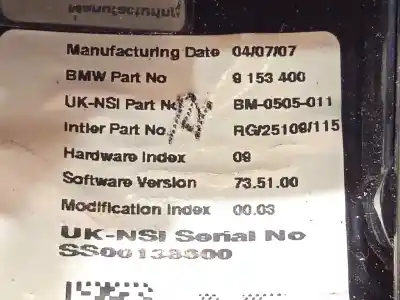 Manufacturing
Manufacturing Date 04/07/07
BMW Part No 9 153 400
UK-NSI Part No BM-0505-011
Intier Part No RG/25109/115
Hardware Index 09
Software Version 73.51.00
Modification Index 00.03
UK-NSI Serial No
SS00138300